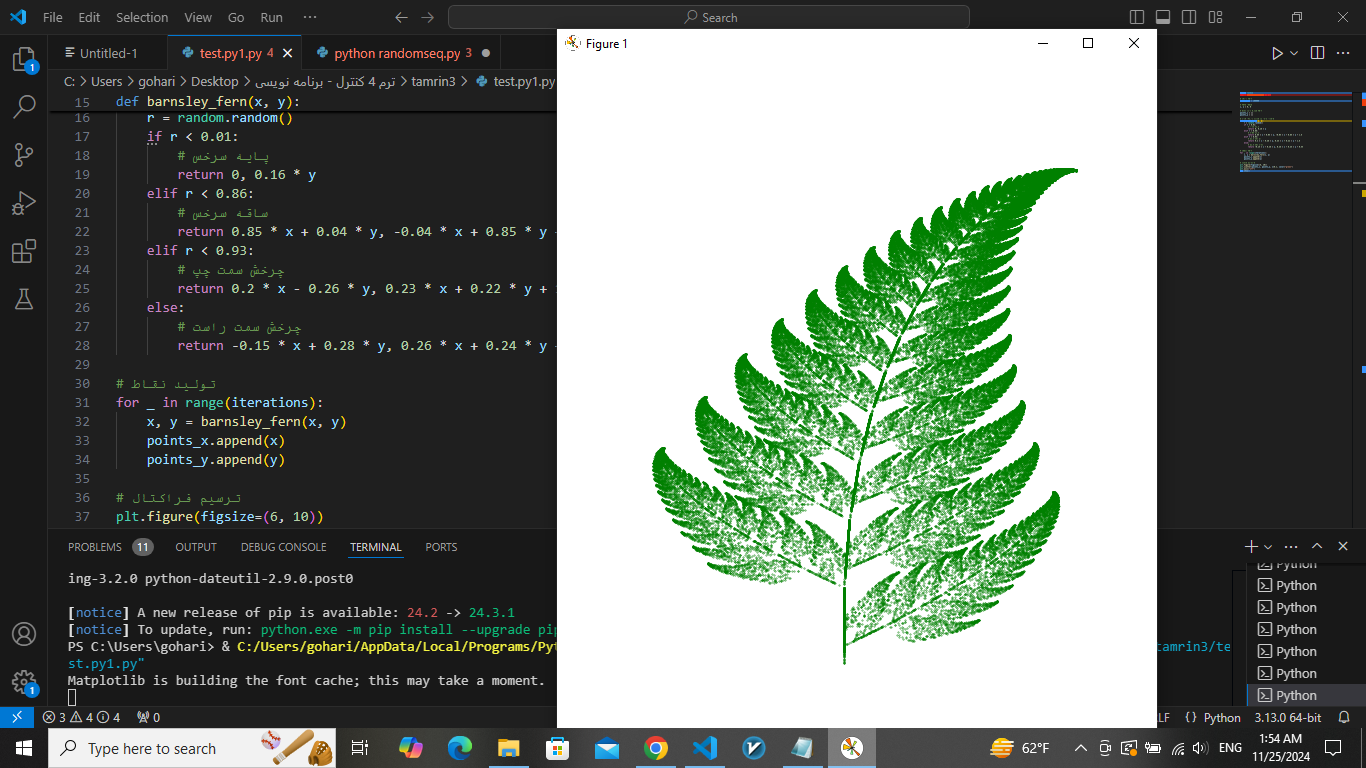 File Edit Selection View Go Run ··· Search
Figure 1
Untitled-1 test.py1.py 4 python randomseq.py 3
C: > Users > gohari > Desktop > نرم 4 کنترل - برنامه نویسی > tamrin3 > test.py1.py
15 def barnsley_fern(x, y):
16 r = random.random()
17 if r < 0.01:
18 # پایه سرخس
19 return 0, 0.16 * y
20 elif r < 0.86:
21 # ساقه سرخس
22 return 0.85 * x + 0.04 * y, -0.04 * x + 0.85 * y
23 elif r < 0.93:
24 # چرخش سمت چپ
25 return 0.2 * x - 0.26 * y, 0.23 * x + 0.22 * y +
26 else:
27 # چرخش سمت راست
28 return -0.15 * x + 0.28 * y, 0.26 * x + 0.24 * y
29
30 # تولید نقاط
31 for _ in range(iterations):
32 x, y = barnsley_fern(x, y)
33 points_x.append(x)
34 points_y.append(y)
35
36 # ترسیم فراکتال
37 plt.figure(figsize=(6, 10))
PROBLEMS 11 OUTPUT DEBUG CONSOLE TERMINAL PORTS
ing-3.2.0 python-dateutil-2.9.0.post0
[notice] A new release of pip is available: 24.2 -> 24.3.1
[notice] To update, run: python.exe -m pip install --upgrade pip
PS C:\Users\gohari> & C:/Users/gohari/AppData/Local/Programs/Pyt tamrin3/te
st.py1.py"
Matplotlib is building the font cache; this may take a moment.
Python
Python
Python
Python
Python
Python
Python
1
1
3 4 4 0 LF {} Python 3.13.0 64-bit
Type here to search 62°F ENG 1:54 AM
11/25/2024